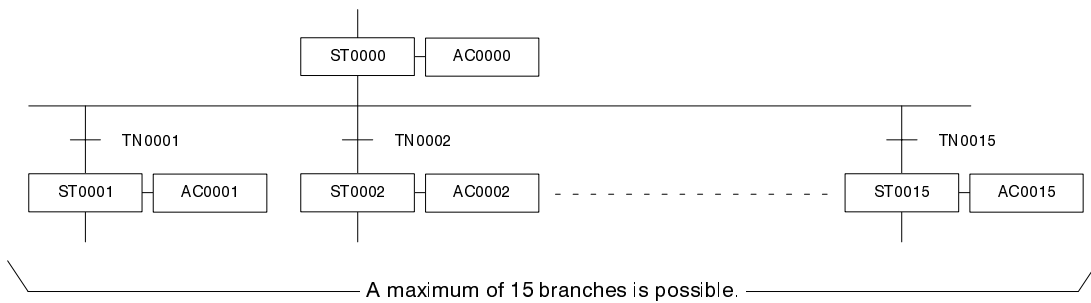 ST0000 AC0000
TN0001 TN0002 TN0015
ST0001 AC0001 ST0002 AC0002 ST0015 AC0015
A maximum of 15 branches is possible.